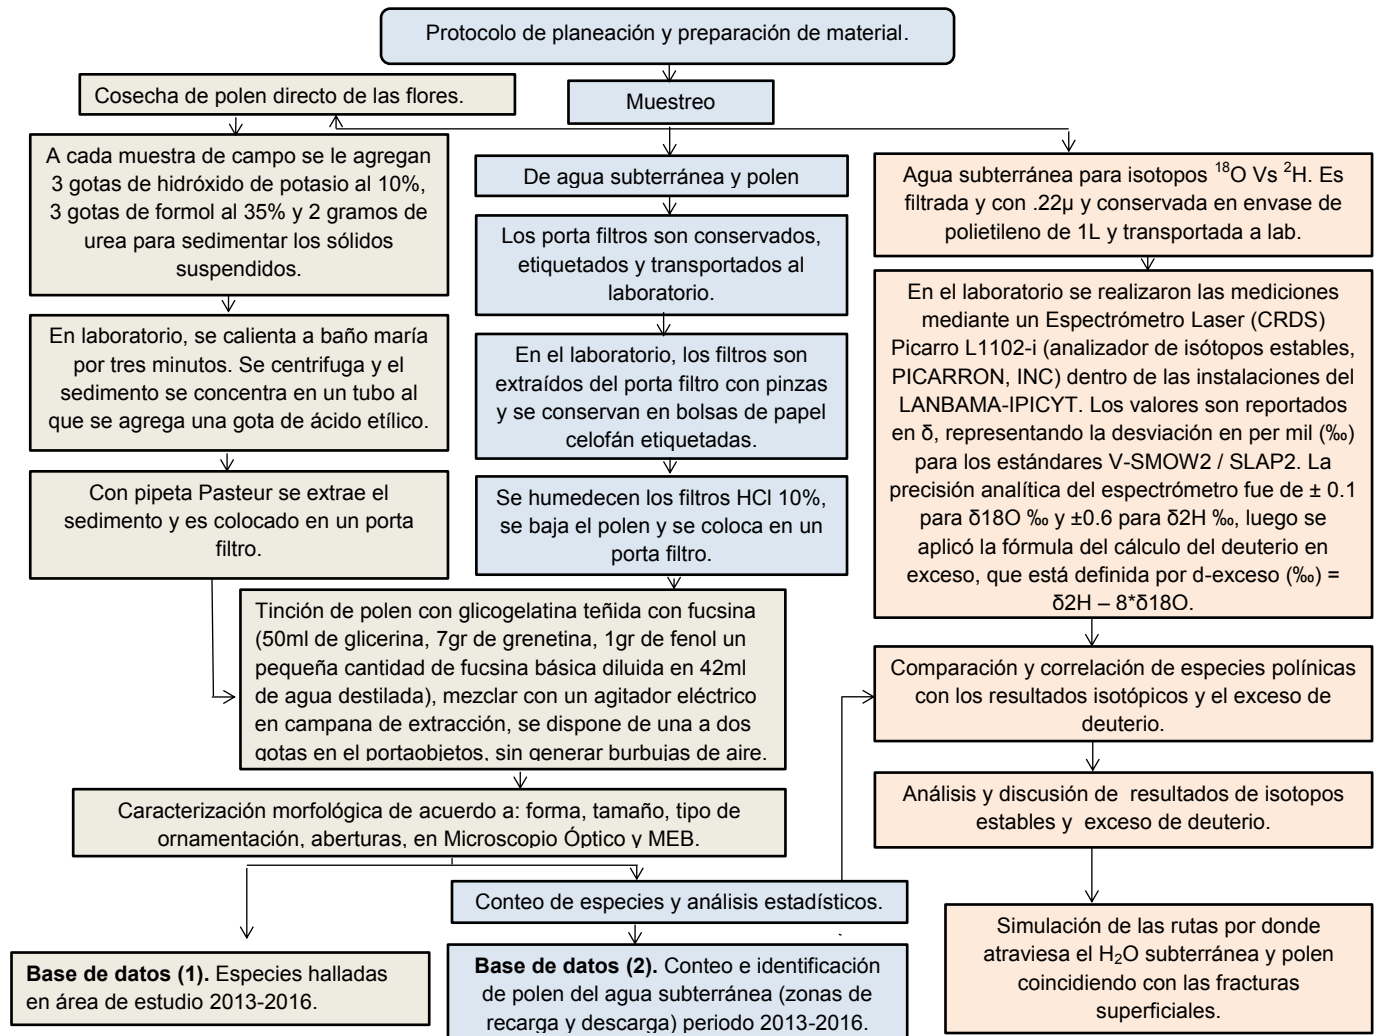 Protocolo de planeación y preparación de material.
Cosecha de polen directo de las flores.
Muestreo
A cada muestra de campo se le agregan
3 gotas de hidróxido de potasio al 10%,
3 gotas de formol al 35% y 2 gramos de
urea para sedimentar los sólidos
suspendidos.
En laboratorio, se calienta a baño maría
por tres minutos. Se centrifuga y el
sedimento se concentra en un tubo al
que se agrega una gota de ácido etílico.
Con pipeta Pasteur se extrae el
sedimento y es colocado en un porta
filtro.
De agua subterránea y polen
Los porta filtros son conservados,
etiquetados y transportados al
laboratorio.
En el laboratorio, los filtros son
extraídos del porta filtro con pinzas
y se conservan en bolsas de papel
celofán etiquetadas.
Se humedecen los filtros HCl 10%,
se baja el polen y se coloca en un
porta filtro.
Agua subterránea para isotopos ¹⁸O Vs ²H. Es
filtrada y con .22µ y conservada en envase de
polietileno de 1L y transportada a lab.
En el laboratorio se realizaron las mediciones
mediante un Espectrómetro Laser (CRDS)
Picarro L1102-i (analizador de isótopos estables,
PICARRON, INC) dentro de las instalaciones del
LANBAMA-IPICYT. Los valores son reportados
en δ, representando la desviación en per mil (‰)
para los estándares V-SMOW2 / SLAP2. La
precisión analítica del espectrómetro fue de ± 0.1
para δ18O ‰ y ±0.6 para δ2H ‰, luego se
aplicó la fórmula del cálculo del deuterio en
exceso, que está definida por d-exceso (‰) =
δ2H – 8*δ18O.
Tinción de polen con glicogelatina teñida con fucsina
(50ml de glicerina, 7gr de grenetina, 1gr de fenol un
pequeña cantidad de fucsina básica diluida en 42ml
de agua destilada), mezclar con un agitador eléctrico
en campana de extracción, se dispone de una a dos
gotas en el portaobjetos, sin generar burbujas de aire.
Caracterización morfológica de acuerdo a: forma, tamaño, tipo de
ornamentación, aberturas, en Microscopio Óptico y MEB.
Conteo de especies y análisis estadísticos.
Base de datos (1). Especies halladas
en área de estudio 2013-2016.
Base de datos (2). Conteo e identificación
de polen del agua subterránea (zonas de
recarga y descarga) periodo 2013-2016.
Comparación y correlación de especies polínicas
con los resultados isotópicos y el exceso de
deuterio.
Análisis y discusión de resultados de isotopos
estables y exceso de deuterio.
Simulación de las rutas por donde
atraviesa el H₂O subterránea y polen
coincidiendo con las fracturas
superficiales.